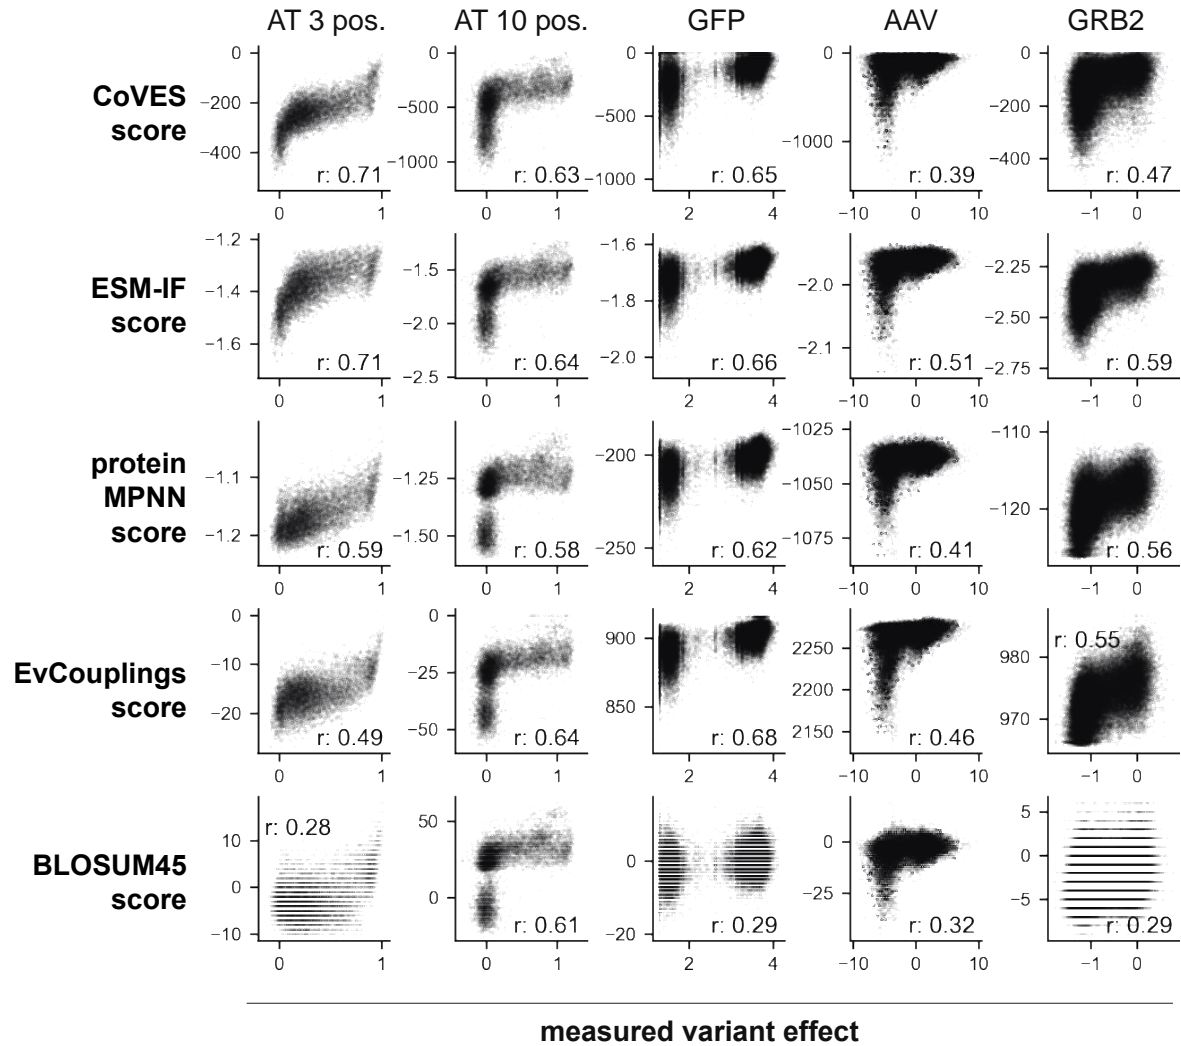 AT 3 pos. AT 10 pos. GFP AAV GRB2
CoVES
score
0
−200
−400
r: 0.71
0 1
0
−500
−1000
r: 0.63
0 1
0
−500
−1000
r: 0.65
2 4
0
−1000
r: 0.39
−10 0 10
0
−200
−400
r: 0.47
−1 0
ESM-IF
score
−1.2
−1.4
−1.6
r: 0.71
0 1
−1.5
−2.0
−2.5
r: 0.64
0 1
−1.6
−1.8
−2.0
r: 0.66
2 4
−2.0
−2.1
r: 0.51
−10 0 10
−2.25
−2.50
−2.75
r: 0.59
−1 0
protein
MPNN
score
−1.1
−1.2
r: 0.59
0 1
−1.25
−1.50
r: 0.58
0 1
−200
−250
r: 0.62
2 4
−1025
−1050
−1075
r: 0.41
−10 0 10
−110
−120
r: 0.56
−1 0
EvCouplings
score
0
−10
−20
r: 0.49
0 1
0
−25
−50
r: 0.64
0 1
900
850
r: 0.68
2 4
2250
2200
2150
r: 0.46
−10 0 10
980
970
r: 0.55
−1 0
BLOSUM45
score
10
0
−10
r: 0.28
0 1
50
0
r: 0.61
0 1
0
−20
r: 0.29
2 4
0
−25
r: 0.32
−10 0 10
5
0
−5
r: 0.29
−1 0
measured variant effect